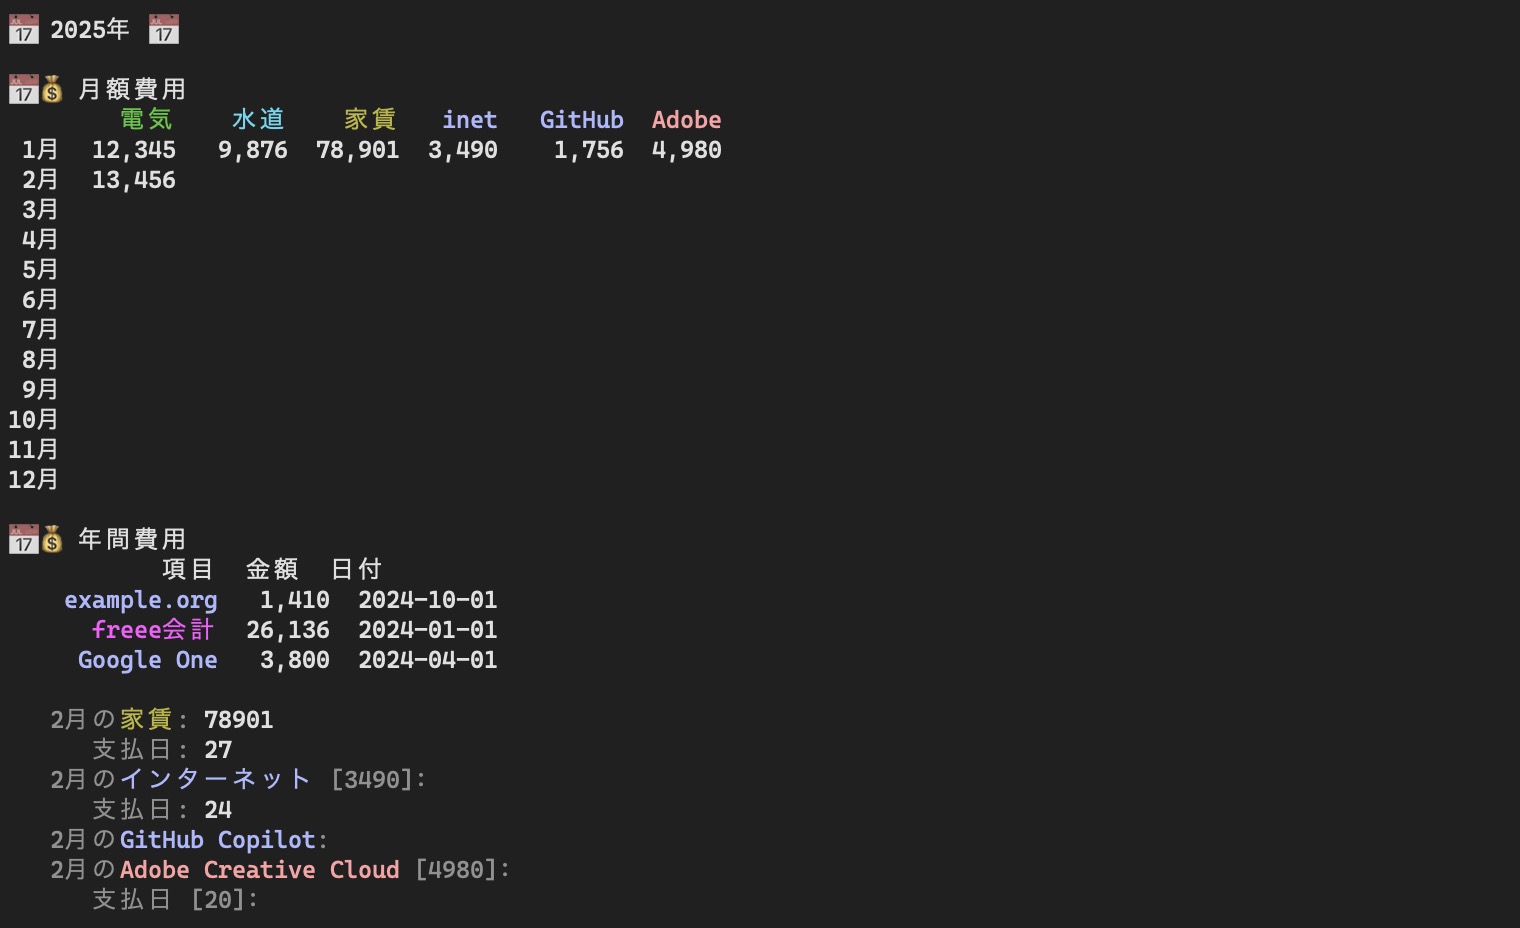 📅 2025年 📅
📅💰 月額費用
電気 水道 家賃 inet GitHub Adobe
1月 12,345 9,876 78,901 3,490 1,756 4,980
2月 13,456
3月
4月
5月
6月
7月
8月
9月
10月
11月
12月
📅💰 年間費用
項目 金額 日付
example.org 1,410 2024-10-01
freee会計 26,136 2024-01-01
Google One 3,800 2024-04-01
2月の家賃: 78901
支払日: 27
2月のインターネット [3490]:
支払日: 24
2月のGitHub Copilot:
2月のAdobe Creative Cloud [4980]:
支払日 [20]: